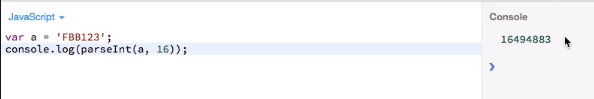 JavaScript
var a = 'FBB123';
console.log(parseInt(a, 16));
Console
16494883